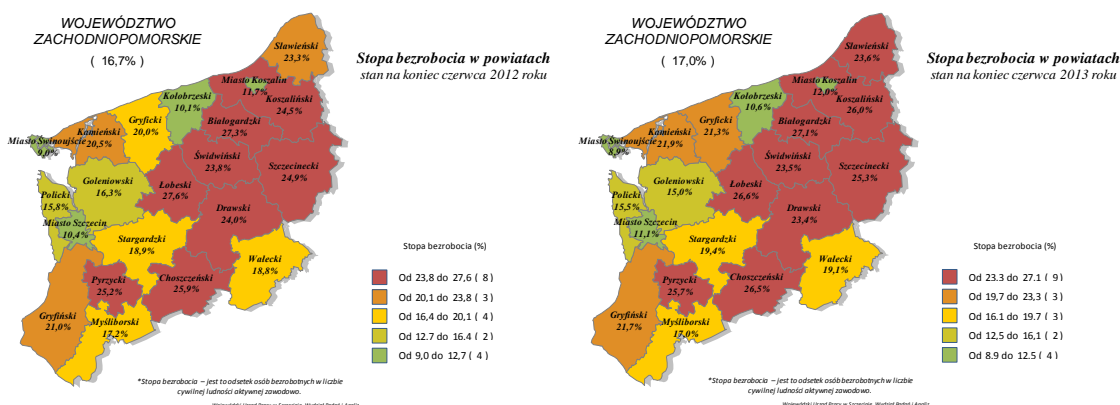 WOJEWÓDZTWO
ZACHODNIOPOMORSKIE
( 16,7%)
Stopa bezrobocia w powiatach
stan na koniec czerwca 2012 roku
Sławieński
23,3%
Miasto Koszalin
11,7%
Kołobrzeski
10,1%
Koszaliński
24,5%
Gryficki
20,0%
Białogardzki
27,3%
Kamieński
20,5%
Miasto Świnoujście
9,0%
Świdwiński
23,8%
Szczecinecki
24,9%
Goleniowski
16,3%
Łobeski
27,6%
Policki
15,8%
Drawski
24,0%
Miasto Szczecin
10,4%
Stargardzki
18,9%
Wałecki
18,8%
Pyrzycki
25,2%
Choszczeński
25,9%
Gryfiński
21,0%
Myśliborski
17,2%
Stopa bezrobocia (%)
Od 23,8 do 27,6 ( 8)
Od 20,1 do 23,8 ( 3)
Od 16,4 do 20,1 ( 4)
Od 12.7 do 16.4 ( 2)
Od 9,0 do 12,7 ( 4)
*Stopa bezrobocia – jest to odsetek osób bezrobotnych w liczbie
cywilnej ludności aktywnej zawodowo.
WOJEWÓDZTWO
ZACHODNIOPOMORSKIE
( 17,0%)
Stopa bezrobocia w powiatach
stan na koniec czerwca 2013 roku
Sławieński
23,6%
Miasto Koszalin
12,0%
Kołobrzeski
10,6%
Koszaliński
26,0%
Gryficki
21,3%
Białogardzki
27,1%
Kamieński
21,9%
Miasto Świnoujście
8,9%
Świdwiński
23,5%
Szczecinecki
25,3%
Goleniowski
15,0%
Łobeski
26,6%
Policki
15,5%
Drawski
23,4%
Miasto Szczecin
11,1%
Stargardzki
19,4%
Wałecki
19,1%
Pyrzycki
25,7%
Choszczeński
26,5%
Gryfiński
21,7%
Myśliborski
17,0%
Stopa bezrobocia (%)
Od 23.3 do 27.1 ( 9)
Od 19,7 do 23,3 ( 3)
Od 16.1 do 19.7 ( 3)
Od 12,5 do 16,1 ( 2)
Od 8.9 do 12.5 ( 4)
*Stopa bezrobocia – jest to odsetek osób bezrobotnych w liczbie
cywilnej ludności aktywnej zawodowo.